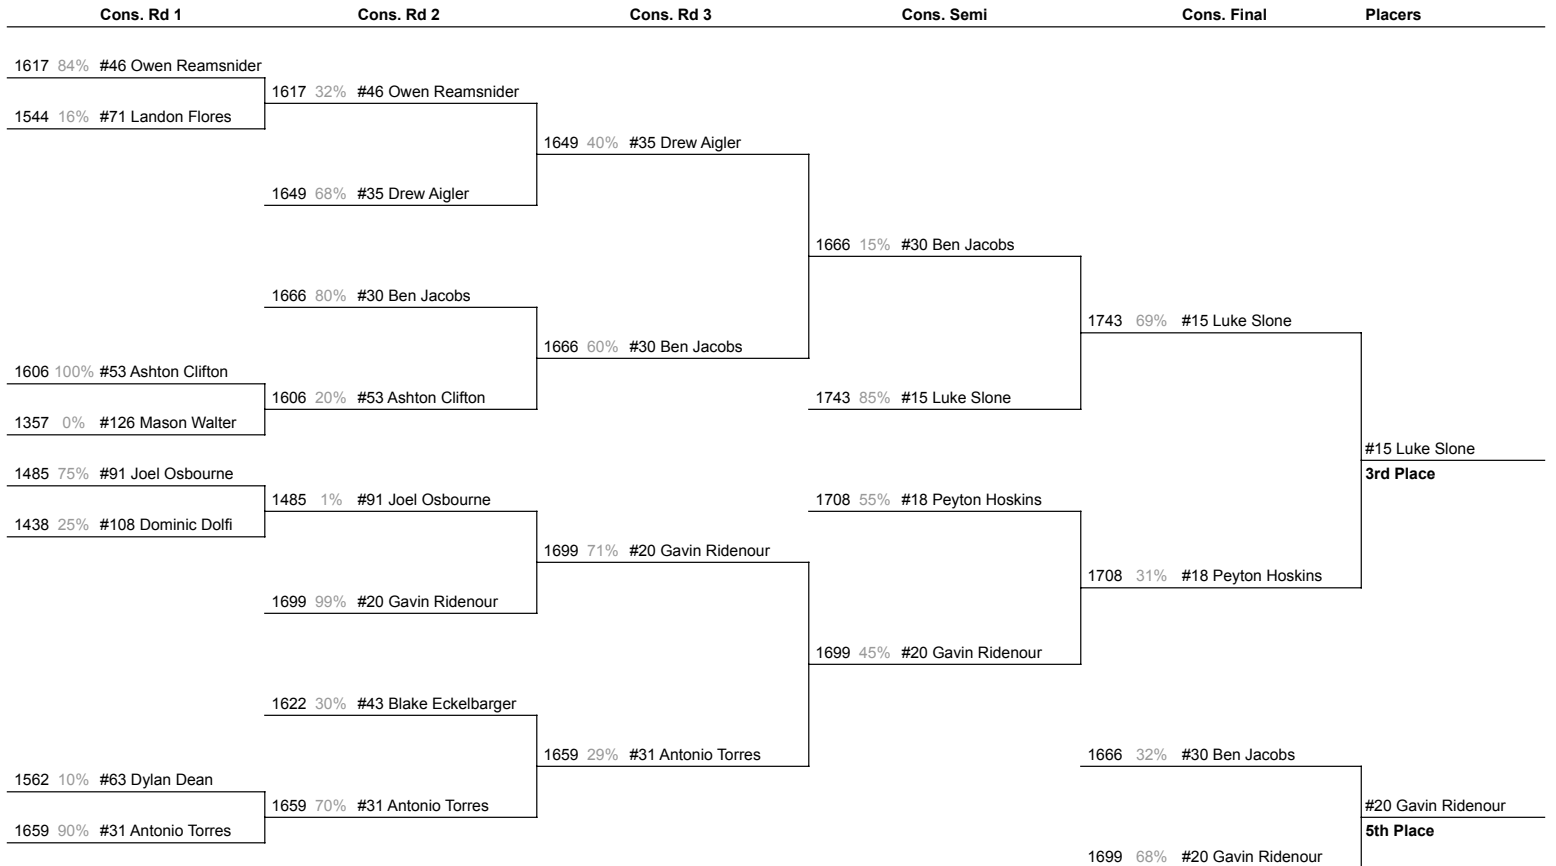 Cons. Rd 1 Cons. Rd 2 Cons. Rd 3 Cons. Semi Cons. Final Placers
1617 84% #46 Owen Reamsnider
1617 32% #46 Owen Reamsnider
1544 16% #71 Landon Flores
1649 40% #35 Drew Aigler
1649 68% #35 Drew Aigler
1666 15% #30 Ben Jacobs
1666 80% #30 Ben Jacobs
1743 69% #15 Luke Slone
1666 60% #30 Ben Jacobs
1606 100% #53 Ashton Clifton
1606 20% #53 Ashton Clifton
1743 85% #15 Luke Slone
1357 0% #126 Mason Walter
#15 Luke Slone
3rd Place
1485 75% #91 Joel Osbourne
1485 1% #91 Joel Osbourne
1708 55% #18 Peyton Hoskins
1438 25% #108 Dominic Dolfi
1699 71% #20 Gavin Ridenour
1708 31% #18 Peyton Hoskins
1699 99% #20 Gavin Ridenour
1699 45% #20 Gavin Ridenour
1622 30% #43 Blake Eckelbarger
1659 29% #31 Antonio Torres
1666 32% #30 Ben Jacobs
1562 10% #63 Dylan Dean
1659 70% #31 Antonio Torres
#20 Gavin Ridenour
1659 90% #31 Antonio Torres
5th Place
1699 68% #20 Gavin Ridenour